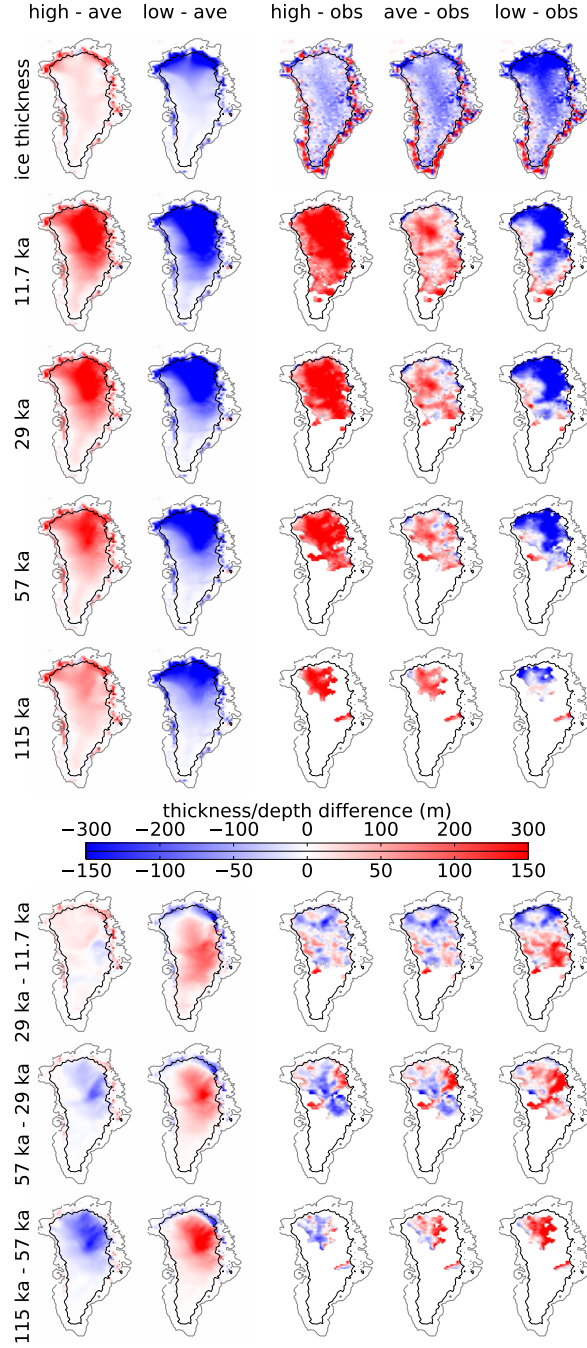 high - ave low - ave high - obs ave - obs low - obs
ice thickness
11.7 ka
29 ka
57 ka
115 ka
thickness/depth difference (m)
−300 −200 −100 0 100 200 300
−150 −100 −50 0 50 100 150
29 ka - 11.7 ka
57 ka - 29 ka
115 ka - 57 ka